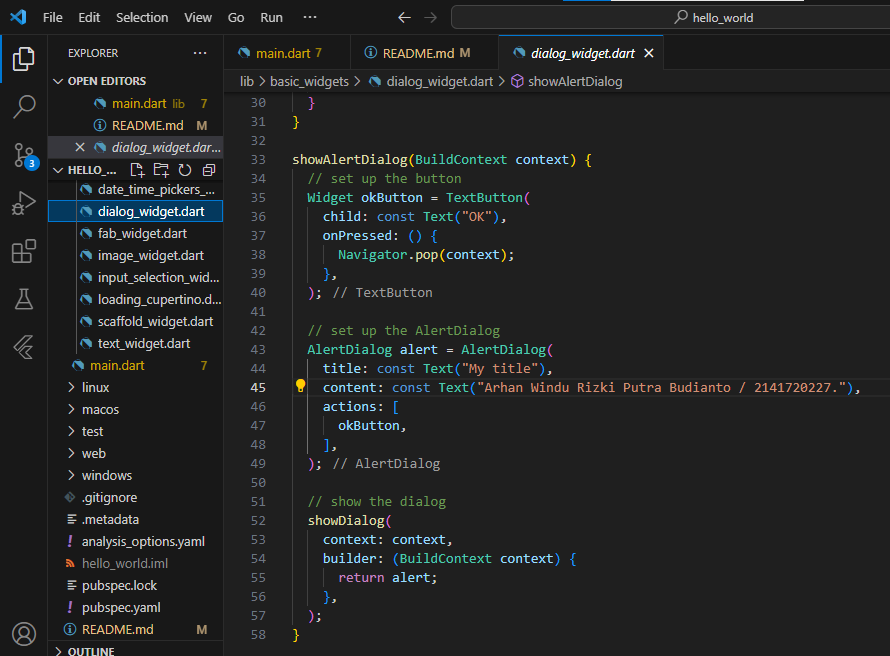 File Edit Selection View Go Run ··· hello_world
EXPLORER ···
OPEN EDITORS
main.dart lib 7
README.md M
dialog_widget.dar...
HELLO_...
date_time_pickers_...
dialog_widget.dart
fab_widget.dart
image_widget.dart
input_selection_wid...
loading_cupertino.d...
scaffold_widget.dart
text_widget.dart
main.dart 7
linux
macos
test
web
windows
.gitignore
.metadata
analysis_options.yaml
hello_world.iml
pubspec.lock
pubspec.yaml
README.md M
OUTLINE
3
main.dart 7 README.md M dialog_widget.dart
lib > basic_widgets > dialog_widget.dart > showAlertDialog
30 }
31 }
32
33 showAlertDialog(BuildContext context) {
34 // set up the button
35 Widget okButton = TextButton(
36 child: const Text("OK"),
37 onPressed: () {
38 Navigator.pop(context);
39 },
40 ); // TextButton
41
42 // set up the AlertDialog
43 AlertDialog alert = AlertDialog(
44 title: const Text("My title"),
45 content: const Text("Arhan Windu Rizki Putra Budianto / 2141720227."),
46 actions: [
47 okButton,
48 ],
49 ); // AlertDialog
50
51 // show the dialog
52 showDialog(
53 context: context,
54 builder: (BuildContext context) {
55 return alert;
56 },
57 );
58 }